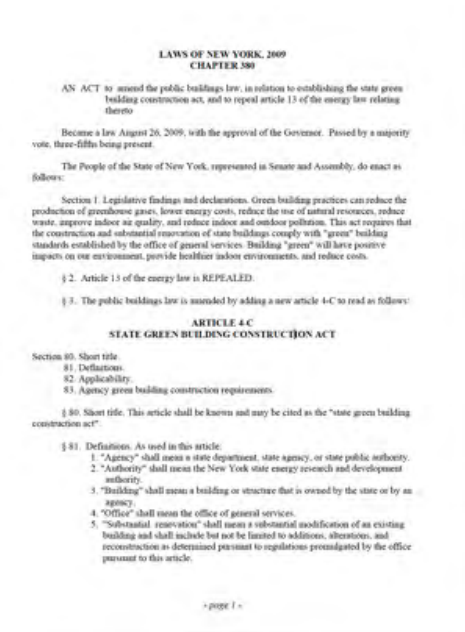 LAWS OF NEW YORK, 2009
CHAPTER 380
AN ACT to amend the public buildings law, in relation to establishing the state green
building construction act, and to repeal article 13 of the energy law relating
thereto
Became a law August 26, 2009, with the approval of the Governor. Passed by a majority
vote, three-fifths being present.
The People of the State of New York, represented in Senate and Assembly, do enact as
follows:
Section 1. Legislative findings and declarations. Green building practices can reduce the
production of greenhouse gases, lower energy costs, reduce the use of natural resources, reduce
waste, improve indoor air quality, and reduce indoor and outdoor pollution. This act requires that
the construction and substantial renovation of state buildings comply with "green" building
standards established by the office of general services. Building "green" will have positive
impacts on our environment, provide healthier indoor environments, and reduce costs.
§ 2. Article 13 of the energy law is REPEALED.
§ 3. The public buildings law is amended by adding a new article 4-C to read as follows:
ARTICLE 4-C
STATE GREEN BUILDING CONSTRUCTION ACT
Section 80. Short title.
81. Definitions.
82. Applicability.
83. Agency green building construction requirements.
§ 80. Short title. This article shall be known and may be cited as the "state green building
construction act".
§ 81. Definitions. As used in this article:
1. "Agency" shall mean a state department, state agency, or state public authority.
2. "Authority" shall mean the New York state energy research and development
authority.
3. "Building" shall mean a building or structure that is owned by the state or by an
agency.
4. "Office" shall mean the office of general services.
5. "Substantial renovation" shall mean a substantial modification of an existing
building and shall include but not be limited to additions, alterations, and
reconstruction as determined pursuant to regulations promulgated by the office
pursuant to this article.
- page 1 -